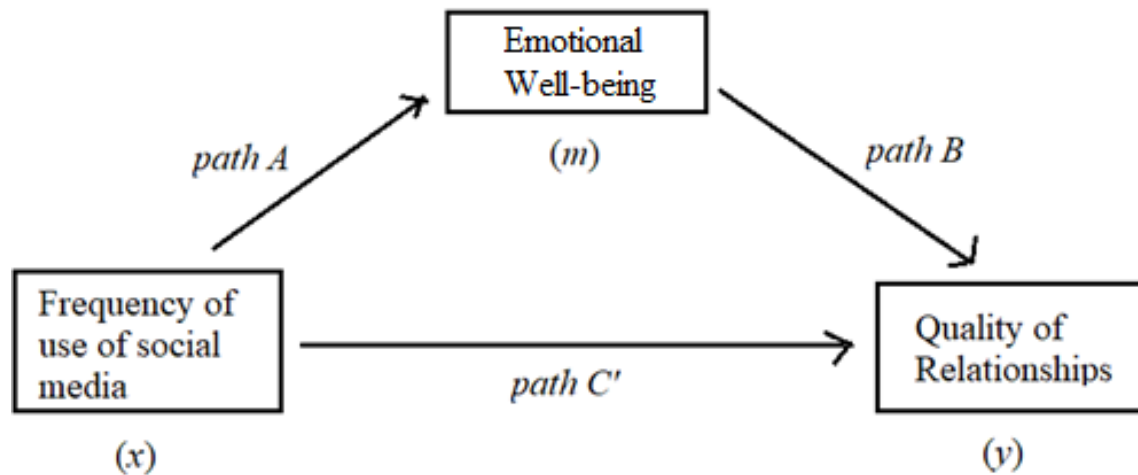 Emotional
Well-being
(m)
path A
path B
Frequency of
use of social
media
(x)
path C'
Quality of
Relationships
(y)